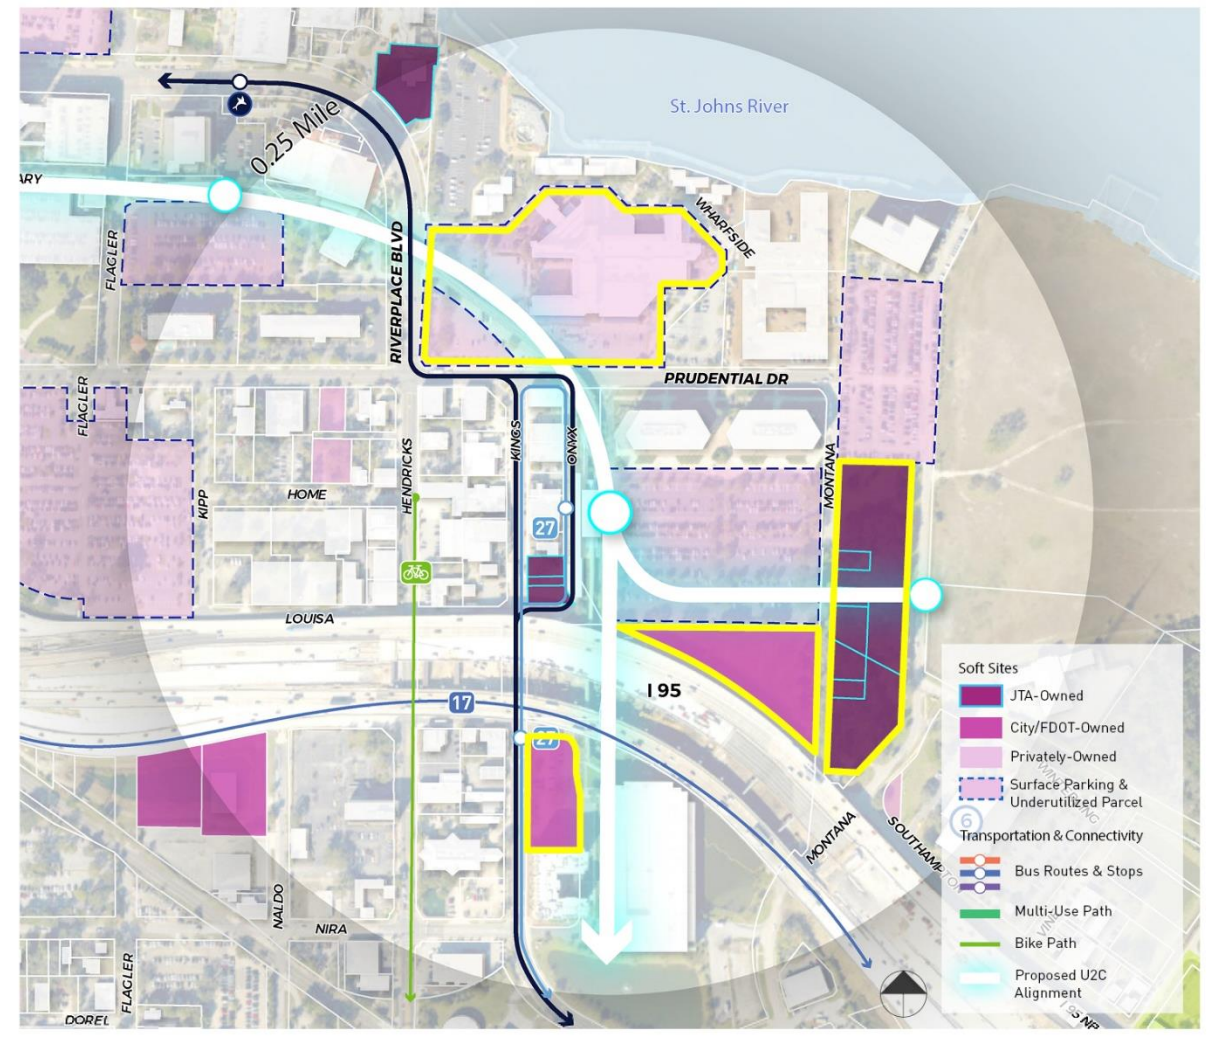 St. Johns River
0.25 Mile
ARY
WHARFSIDE
FLAGLER
RIVERPLACE BLVD
PRUDENTIAL DR
FLAGLER
KINGS
ONYX
HENDRICKS
MONTANA
HOME
KIPP
27
LOUISA
I 95
17
27
MONTANA
SOUTHAMPTON
6
NALDO
NIRA
FLAGLER
DOREL
I 95 NB
Soft Sites
JTA-Owned
City/FDOT-Owned
Privately-Owned
Surface Parking &
Underutilized Parcel
Transportation & Connectivity
Bus Routes & Stops
Multi-Use Path
Bike Path
Proposed U2C
Alignment